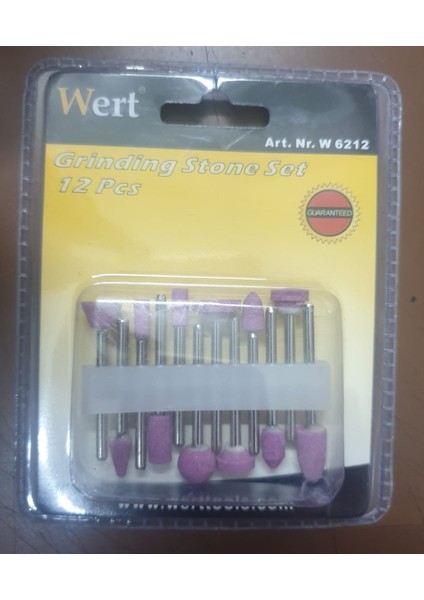 Wert
Art. Nr. W 6212
Grinding Stone Set
12 Pcs
GUARANTEED
www.werttools.com